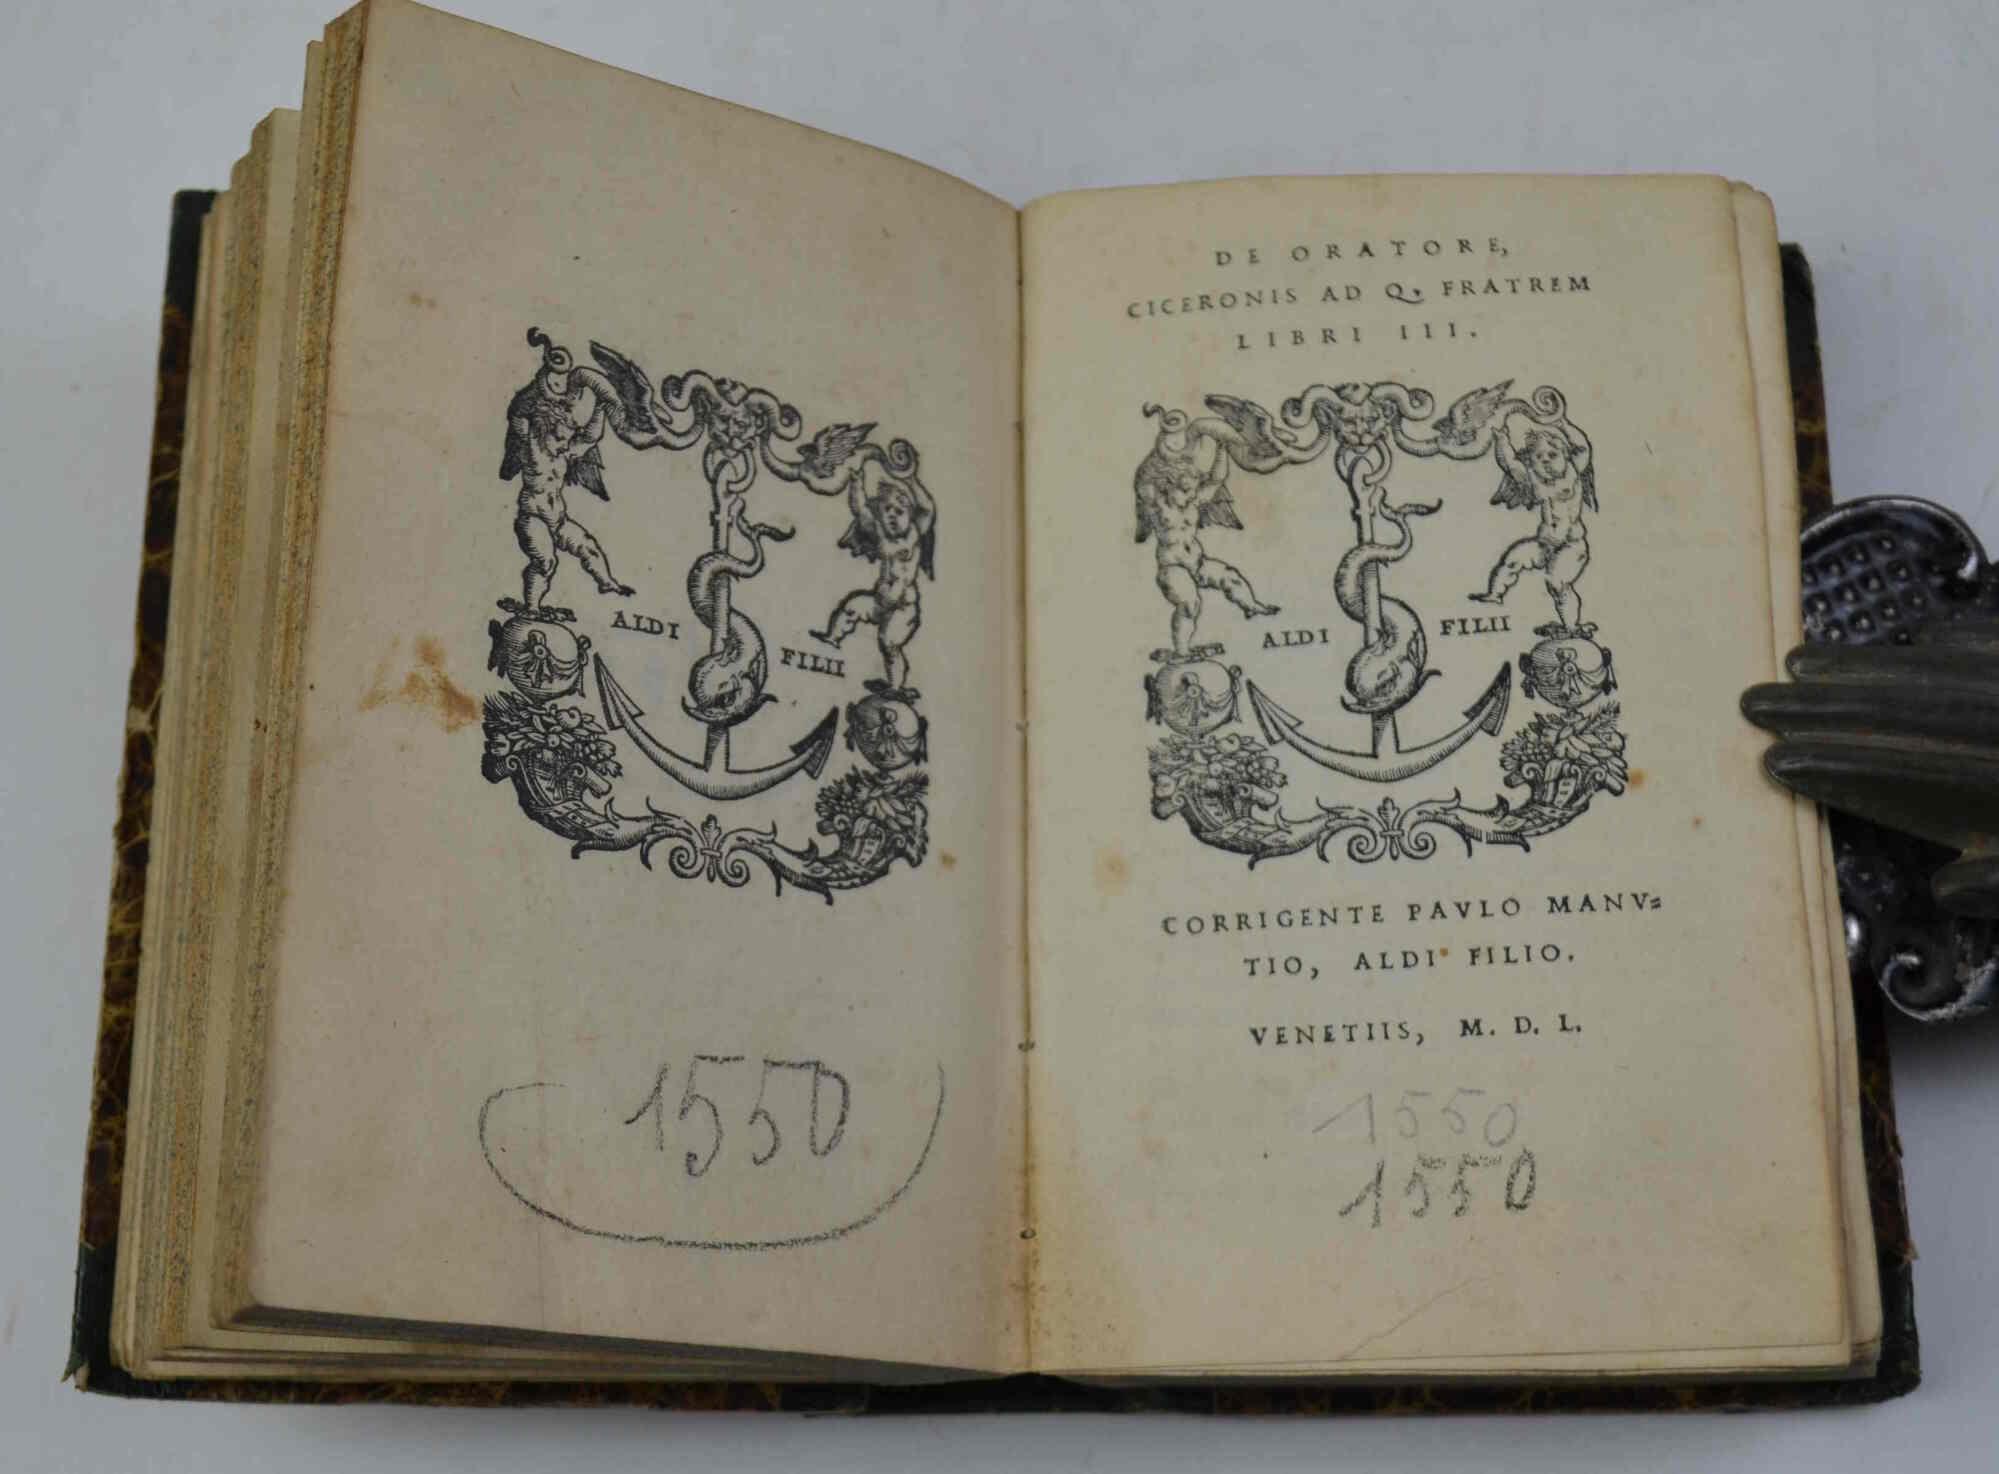 ALDI FILII
1550
DE ORATORE,
CICERONIS AD Q. FRATREM
LIBRI III.
ALDI FILII
CORRIGENTE PAVLO MANV=
TIO, ALDI FILIO.
VENETIIS, M. D. L.
1550
1550